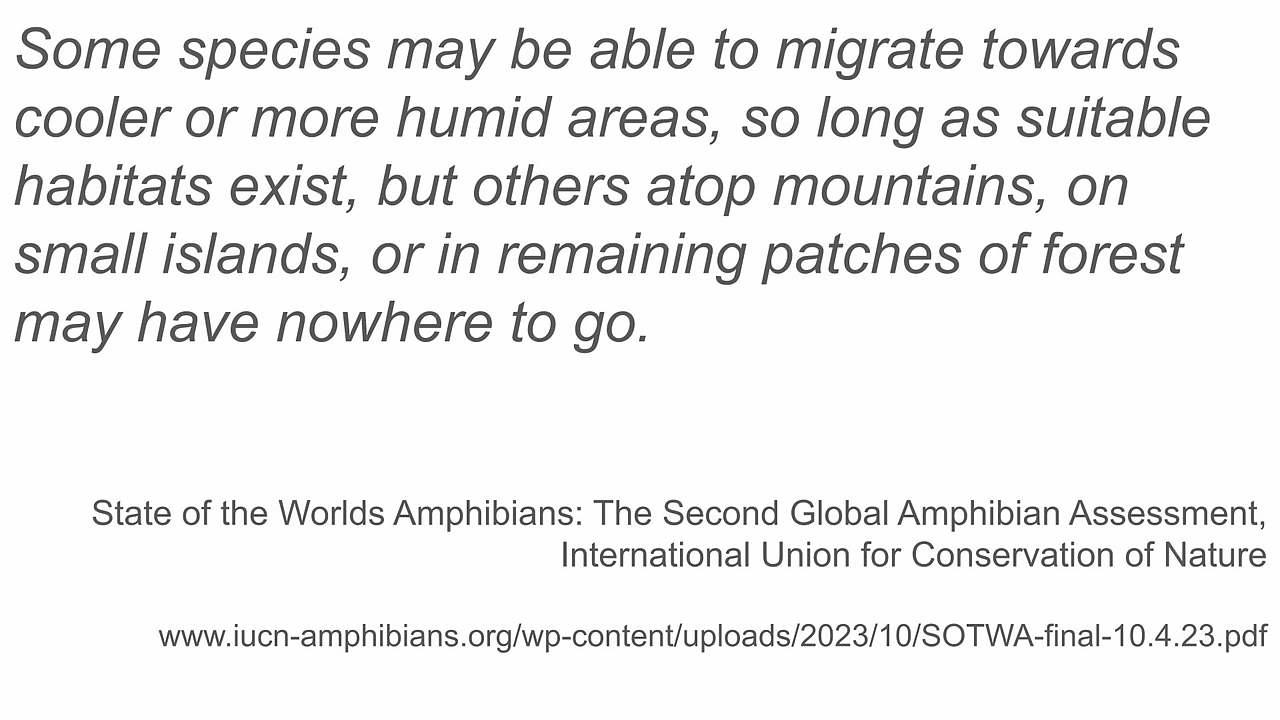 Some species may be able to migrate towards
cooler or more humid areas, so long as suitable
habitats exist, but others atop mountains, on
small islands, or in remaining patches of forest
may have nowhere to go.
State of the Worlds Amphibians: The Second Global Amphibian Assessment,
International Union for Conservation of Nature
www.iucn-amphibians.org/wp-content/uploads/2023/10/SOTWA-final-10.4.23.pdf